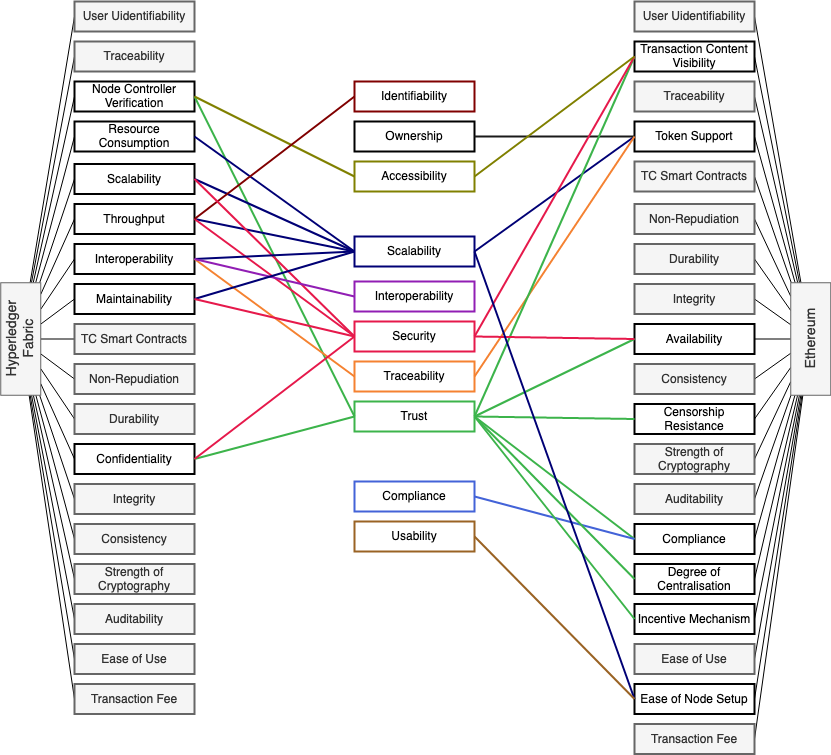 Hyperledger
Fabric
User Uidentifiability
Traceability
Node Controller
Verification
Resource
Consumption
Scalability
Throughput
Interoperability
Maintainability
TC Smart Contracts
Non-Repudiation
Durability
Confidentiality
Integrity
Consistency
Strength of
Cryptography
Auditability
Ease of Use
Transaction Fee
Identifiability
Ownership
Accessibility
Scalability
Interoperability
Security
Traceability
Trust
Compliance
Usability
User Uidentifiability
Transaction Content
Visibility
Traceability
Token Support
TC Smart Contracts
Non-Repudiation
Durability
Integrity
Availability
Consistency
Censorship
Resistance
Strength of
Cryptography
Auditability
Compliance
Degree of
Centralisation
Incentive Mechanism
Ease of Use
Ease of Node Setup
Transaction Fee
Ethereum